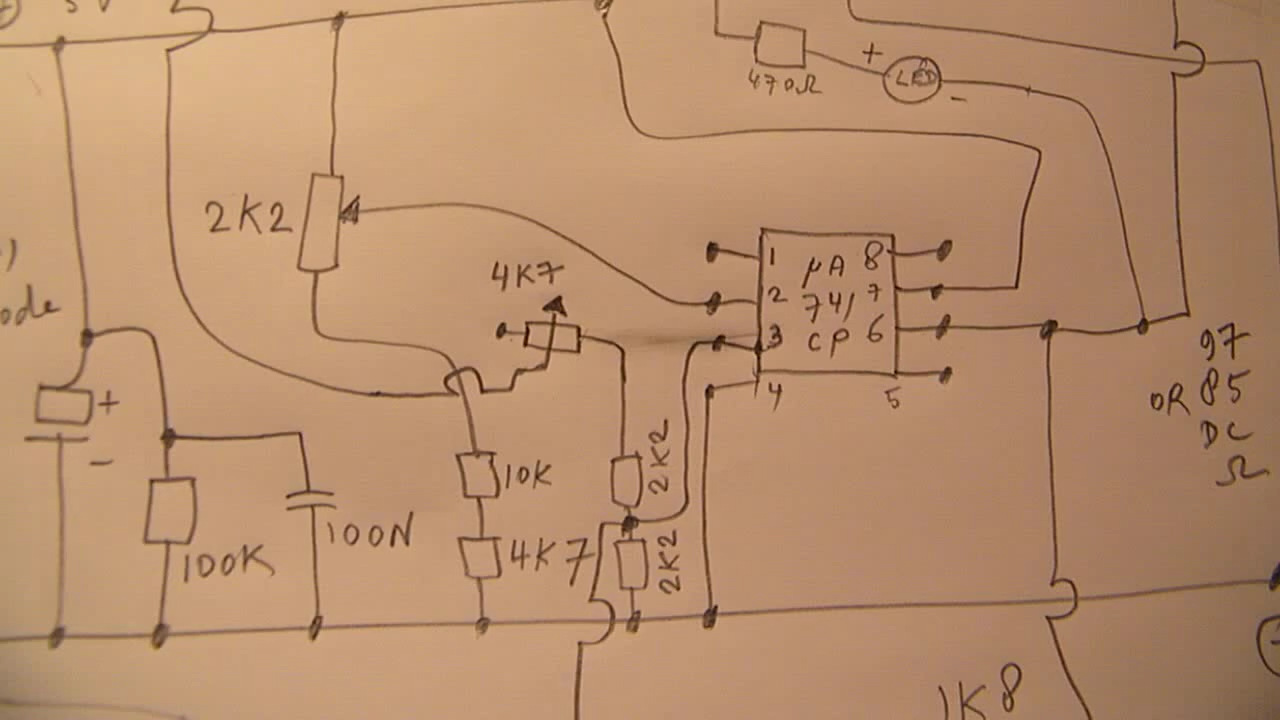 5V
470Ω
+
LED
-
2K2
4K7
1 µA 8
2 741 7
3 CP 6
4
5
97
OR 85
DC
Ω
+
-
10K
2K2
100N
100K
4K7
2K2
1K8